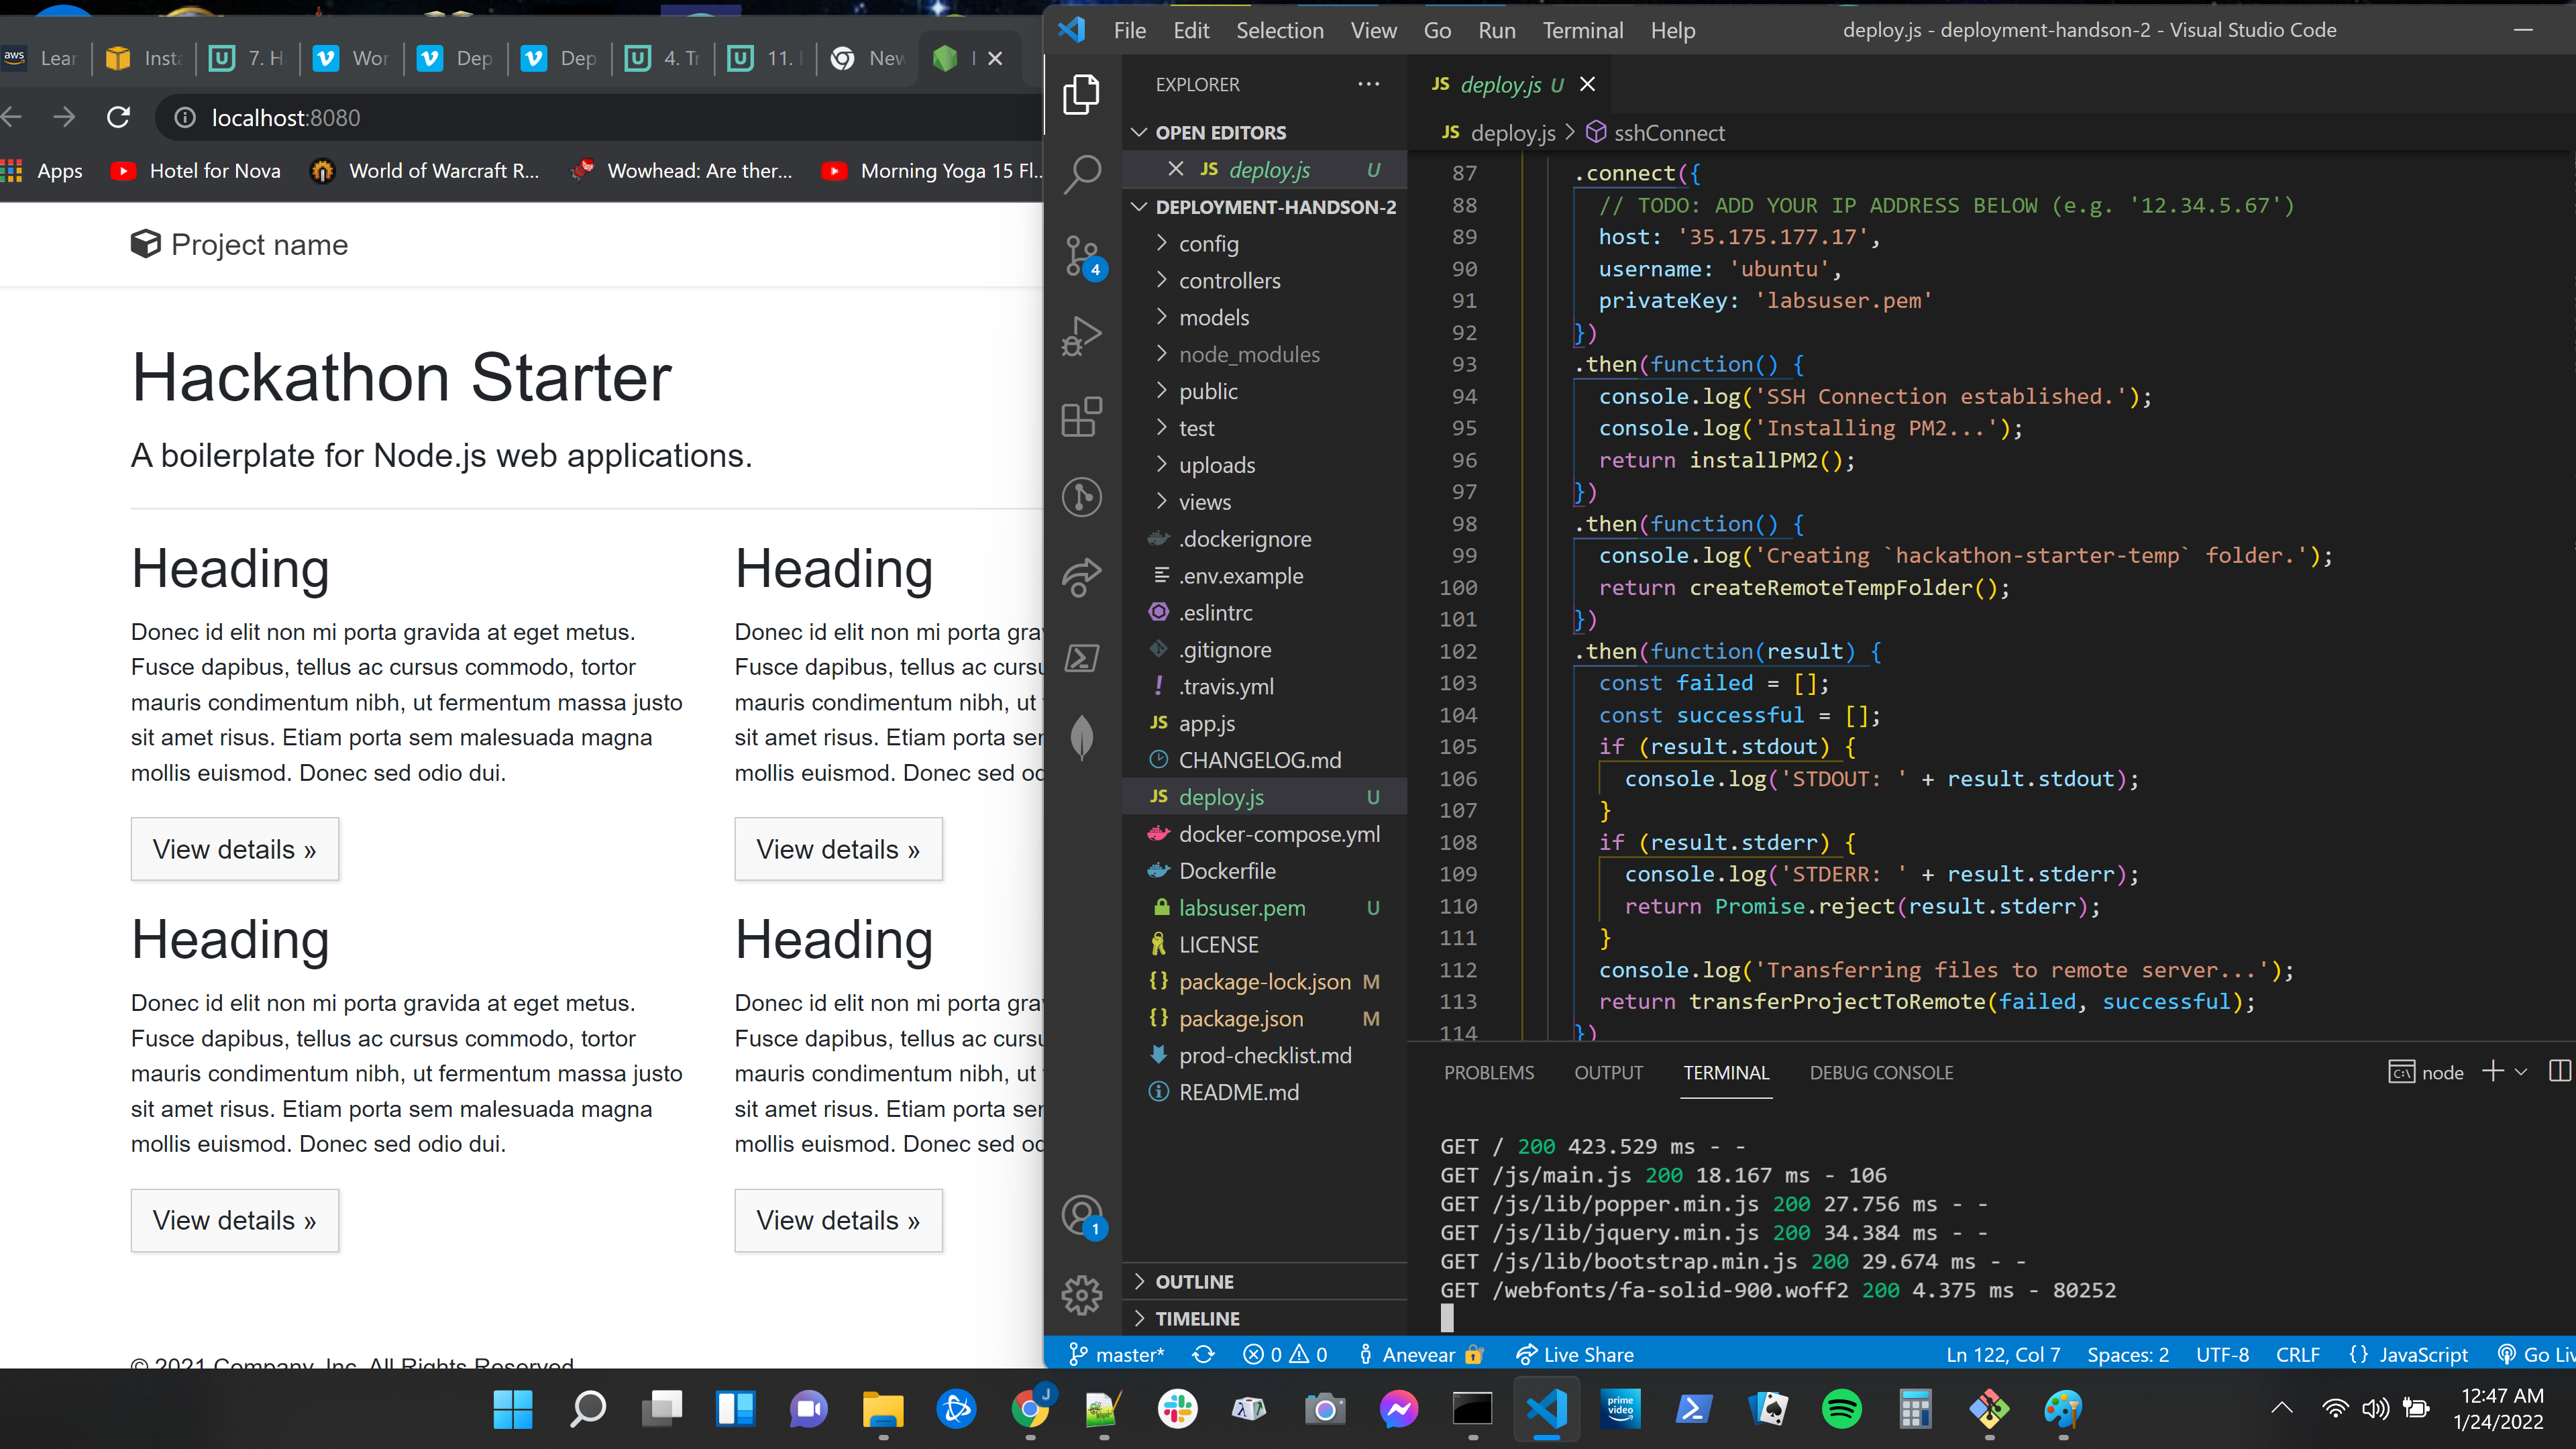 Lear
Insta
7. H
Wor
Dep
Dep
4. Tr
11. 
New
localhost:8080
Apps
Hotel for Nova
World of Warcraft R...
Wowhead: Are ther...
Morning Yoga 15 Fl...
Project name
Hackathon Starter
A boilerplate for Node.js web applications.
Heading
Donec id elit non mi porta gravida at eget metus.
Fusce dapibus, tellus ac cursus commodo, tortor
mauris condimentum nibh, ut fermentum massa justo
sit amet risus. Etiam porta sem malesuada magna
mollis euismod. Donec sed odio dui.
View details »
Heading
Donec id elit non mi porta gra
Fusce dapibus, tellus ac cursu
mauris condimentum nibh, ut
sit amet risus. Etiam porta ser
mollis euismod. Donec sed oc
View details »
Heading
Donec id elit non mi porta gravida at eget metus.
Fusce dapibus, tellus ac cursus commodo, tortor
mauris condimentum nibh, ut fermentum massa justo
sit amet risus. Etiam porta sem malesuada magna
mollis euismod. Donec sed odio dui.
View details »
Heading
Donec id elit non mi porta gra
Fusce dapibus, tellus ac cursu
mauris condimentum nibh, ut
sit amet risus. Etiam porta ser
mollis euismod. Donec sed oc
View details »
© 2021 Company, Inc. All Rights Reserved
File Edit Selection View Go Run Terminal Help
deploy.js - deployment-handson-2 - Visual Studio Code
EXPLORER
OPEN EDITORS
JS deploy.js U
DEPLOYMENT-HANDSON-2
config
controllers
models
node_modules
public
test
uploads
views
.dockerignore
.env.example
.eslintrc
.gitignore
.travis.yml
JS app.js
CHANGELOG.md
JS deploy.js U
docker-compose.yml
Dockerfile
labsuser.pem U
LICENSE
{} package-lock.json M
{} package.json M
prod-checklist.md
README.md
OUTLINE
TIMELINE
4
1
JS deploy.js U
JS deploy.js > sshConnect
87 .connect({
88 // TODO: ADD YOUR IP ADDRESS BELOW (e.g. '12.34.5.67')
89 host: '35.175.177.17',
90 username: 'ubuntu',
91 privateKey: 'labsuser.pem'
92 })
93 .then(function() {
94 console.log('SSH Connection established.');
95 console.log('Installing PM2...');
96 return installPM2();
97 })
98 .then(function() {
99 console.log('Creating `hackathon-starter-temp` folder.');
100 return createRemoteTempFolder();
101 })
102 .then(function(result) {
103 const failed = [];
104 const successful = [];
105 if (result.stdout) {
106 console.log('STDOUT: ' + result.stdout);
107 }
108 if (result.stderr) {
109 console.log('STDERR: ' + result.stderr);
110 return Promise.reject(result.stderr);
111 }
112 console.log('Transferring files to remote server...');
113 return transferProjectToRemote(failed, successful);
114 })
PROBLEMS OUTPUT TERMINAL DEBUG CONSOLE
node
GET / 200 423.529 ms - -
GET /js/main.js 200 18.167 ms - 106
GET /js/lib/popper.min.js 200 27.756 ms - -
GET /js/lib/jquery.min.js 200 34.384 ms - -
GET /js/lib/bootstrap.min.js 200 29.674 ms - -
GET /webfonts/fa-solid-900.woff2 200 4.375 ms - 80252
master* 0 0 Anevear Live Share
Ln 122, Col 7 Spaces: 2 UTF-8 CRLF {} JavaScript Go Liv
12:47 AM
1/24/2022